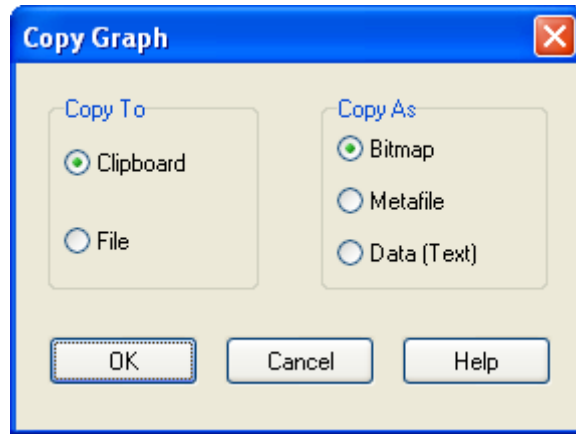 Copy Graph
Copy To
Clipboard
File
Copy As
Bitmap
Metafile
Data (Text)
OK
Cancel
Help